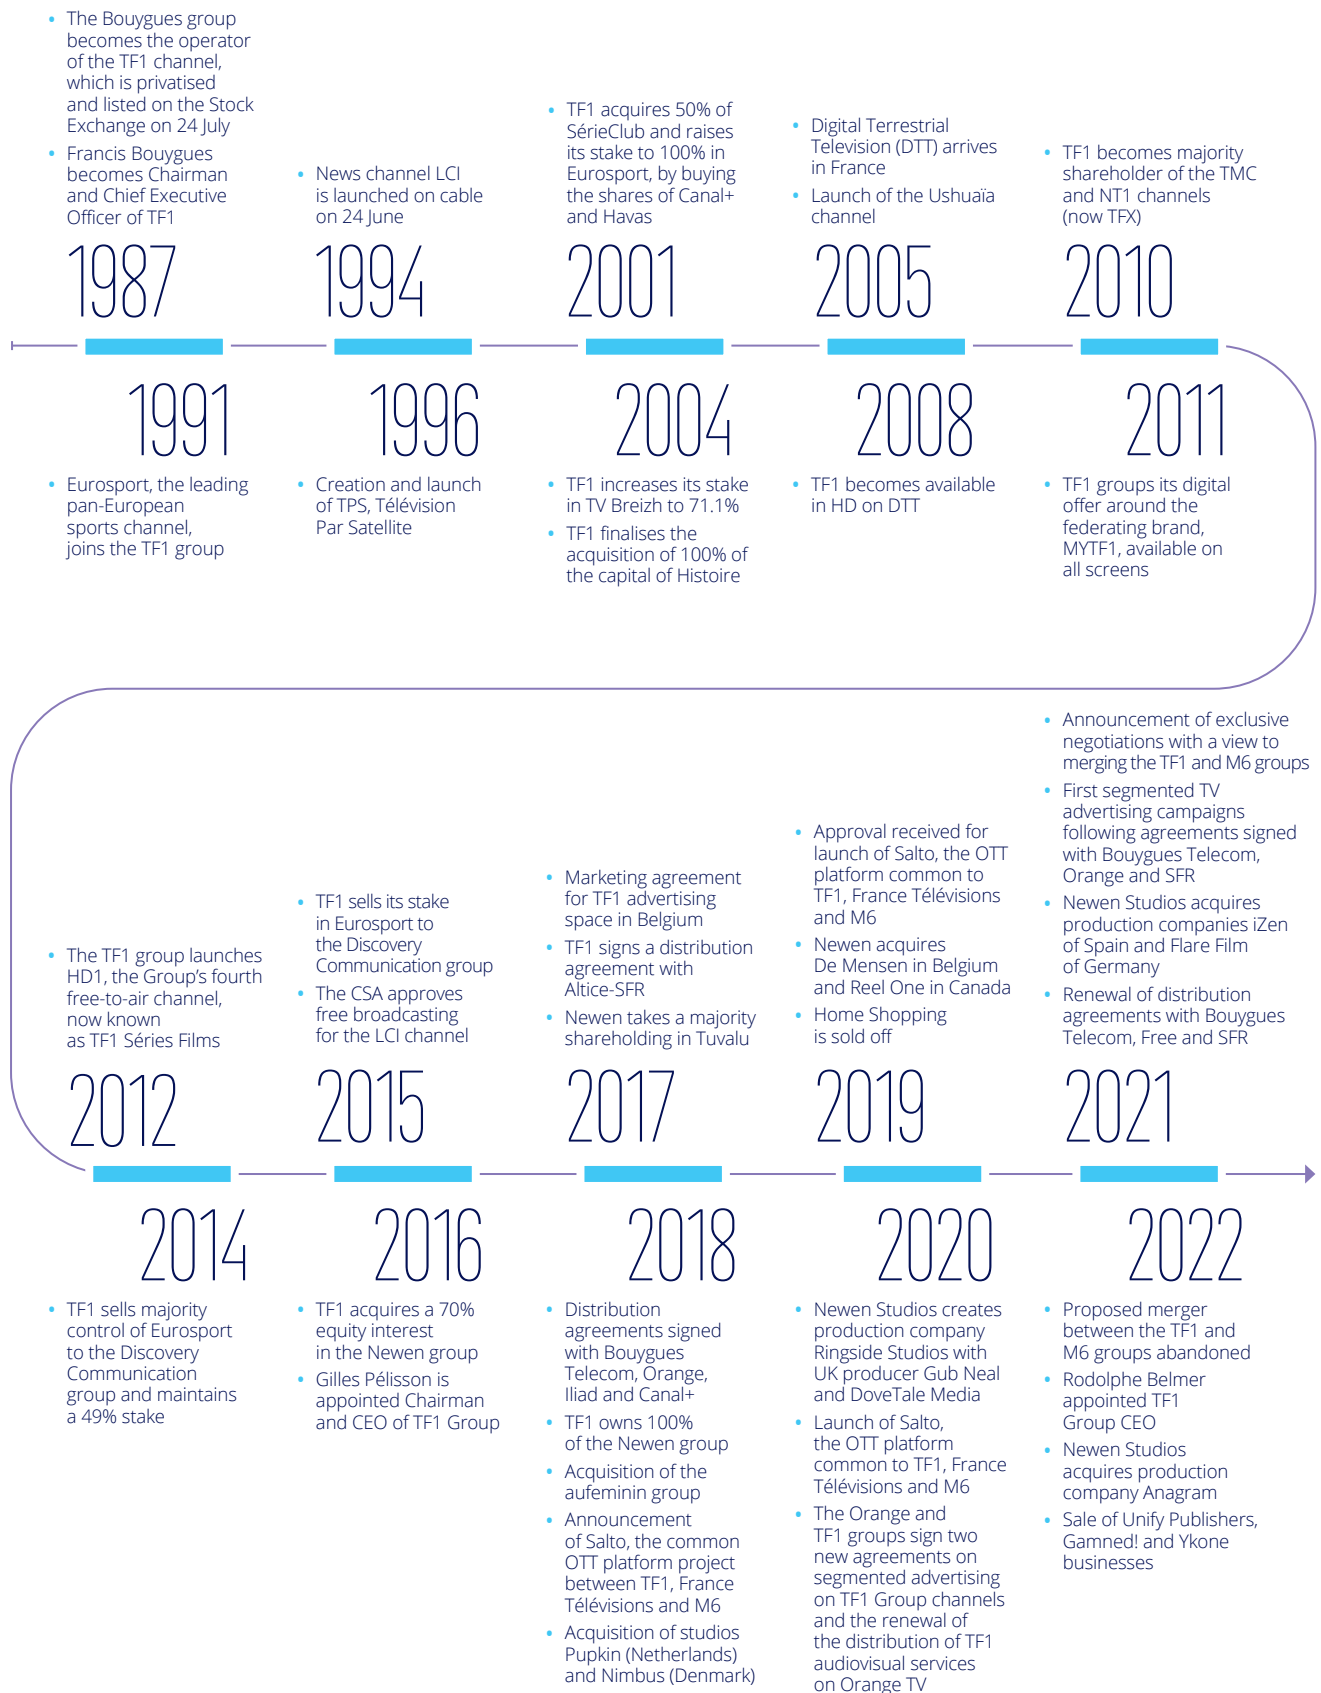 • The Bouygues group
becomes the operator
of the TF1 channel,
which is privatised
and listed on the Stock
Exchange on 24 July
• Francis Bouygues
becomes Chairman
and Chief Executive
Officer of TF1
1987
1991
• Eurosport, the leading
pan-European
sports channel,
joins the TF1 group
• News channel LCI
is launched on cable
on 24 June
1994
1996
• Creation and launch
of TPS, Télévision
Par Satellite
• TF1 acquires 50% of
SérieClub and raises
its stake to 100% in
Eurosport, by buying
the shares of Canal+
and Havas
2001
2004
• TF1 increases its stake
in TV Breizh to 71.1%
• TF1 finalises the
acquisition of 100% of
the capital of Histoire
• Digital Terrestrial
Television (DTT) arrives
in France
• Launch of the Ushuaïa
channel
2005
2008
• TF1 becomes available
in HD on DTT
• TF1 becomes majority
shareholder of the TMC
and NT1 channels
(now TFX)
2010
2011
• TF1 groups its digital
offer around the
federating brand,
MYTF1, available on
all screens
• The TF1 group launches
HD1, the Group’s fourth
free-to-air channel,
now known
as TF1 Séries Films
2012
2014
• TF1 sells majority
control of Eurosport
to the Discovery
Communication
group and maintains
a 49% stake
• TF1 sells its stake
in Eurosport to
the Discovery
Communication group
• The CSA approves
free broadcasting
for the LCI channel
2015
2016
• TF1 acquires a 70%
equity interest
in the Newen group
• Gilles Pélisson is
appointed Chairman
and CEO of TF1 Group
• Marketing agreement
for TF1 advertising
space in Belgium
• TF1 signs a distribution
agreement with
Altice-SFR
• Newen takes a majority
shareholding in Tuvalu
2017
2018
• Distribution
agreements signed
with Bouygues
Telecom, Orange,
Iliad and Canal+
• TF1 owns 100%
of the Newen group
• Acquisition of the
aufeminin group
• Announcement
of Salto, the common
OTT platform project
between TF1, France
Télévisions and M6
• Acquisition of studios
Pupkin (Netherlands)
and Nimbus (Denmark)
• Approval received for
launch of Salto, the OTT
platform common to
TF1, France Télévisions
and M6
• Newen acquires
De Mensen in Belgium
and Reel One in Canada
• Home Shopping
is sold off
2019
2020
• Newen Studios creates
production company
Ringside Studios with
UK producer Gub Neal
and DoveTale Media
• Launch of Salto,
the OTT platform
common to TF1, France
Télévisions and M6
• The Orange and
TF1 groups sign two
new agreements on
segmented advertising
on TF1 Group channels
and the renewal of
the distribution of TF1
audiovisual services
on Orange TV
• Announcement of exclusive
negotiations with a view to
merging the TF1 and M6 groups
• First segmented TV
advertising campaigns
following agreements signed
with Bouygues Telecom,
Orange and SFR
• Newen Studios acquires
production companies iZen
of Spain and Flare Film
of Germany
• Renewal of distribution
agreements with Bouygues
Telecom, Free and SFR
2021
2022
• Proposed merger
between the TF1 and
M6 groups abandoned
• Rodolphe Belmer
appointed TF1
Group CEO
• Newen Studios
acquires production
company Anagram
• Sale of Unify Publishers,
Gamned! and Ykone
businesses